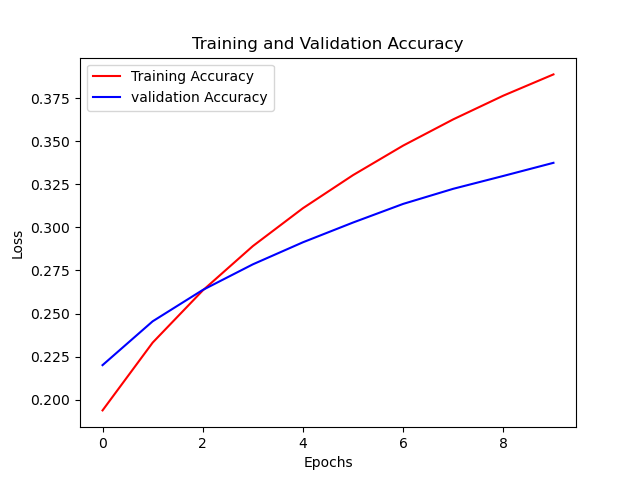 Training and Validation Accuracy
Training Accuracy
validation Accuracy
0.375
0.350
0.325
0.300
0.275
0.250
0.225
0.200
Loss
0 2 4 6 8
Epochs